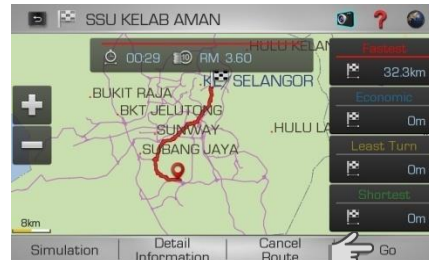 SSU KELAB AMAN
?
00:29 RM 3.60
HULU KELAN
SELANGOR
BUKIT RAJA
BKT JELUTONG
SUNWAY
HULU LA
SUBANG JAYA
8km
Fastest
32.3km
Economic
0m
Least Turn
0m
Shortest
0m
Simulation
Detail
Information
Cancel
Route
Go